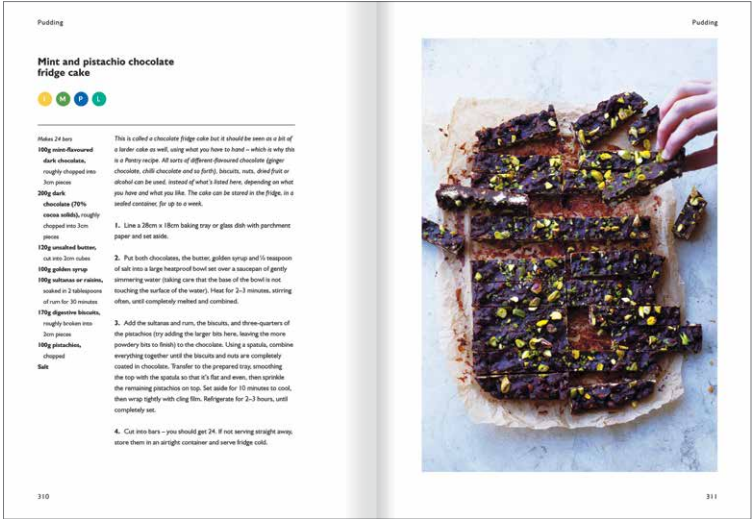 Pudding
Mint and pistachio chocolate
fridge cake
F M P L
Makes 24 bars
100g mint-flavoured
dark chocolate,
roughly chopped into
3cm pieces
200g dark
chocolate (70%
cocoa solids), roughly
chopped into 3cm
pieces
120g unsalted butter,
cut into 2cm cubes
100g golden syrup
100g sultanas or raisins,
soaked in 2 tablespoons
of rum for 30 minutes
170g digestive biscuits,
roughly broken into
2cm pieces
100g pistachios,
chopped
Salt
This is called a chocolate fridge cake but it should be seen as a bit of
a larder cake as well, using what you have to hand – which is why this
is a Pantry recipe. All sorts of different-flavoured chocolate (ginger
chocolate, chilli chocolate and so forth), biscuits, nuts, dried fruit or
alcohol can be used, instead of what's listed here, depending on what
you have and what you like. The cake can be stored in the fridge, in a
sealed container, for up to a week.
1. Line a 28cm x 18cm baking tray or glass dish with parchment
paper and set aside.
2. Put both chocolates, the butter, golden syrup and ⅛ teaspoon
of salt into a large heatproof bowl set over a saucepan of gently
simmering water (taking care that the base of the bowl is not
touching the surface of the water). Heat for 2–3 minutes, stirring
often, until completely melted and combined.
3. Add the sultanas and rum, the biscuits, and three-quarters of
the pistachios (try adding the larger bits here, leaving the more
powdery bits to finish) to the chocolate. Using a spatula, combine
everything together until the biscuits and nuts are completely
coated in chocolate. Transfer to the prepared tray, smoothing
the top with the spatula so that it's flat and even, then sprinkle
the remaining pistachios on top. Set aside for 10 minutes to cool,
then wrap tightly with cling film. Refrigerate for 2–3 hours, until
completely set.
4. Cut into bars – you should get 24. If not serving straight away,
store them in an airtight container and serve fridge cold.
310
Pudding
311